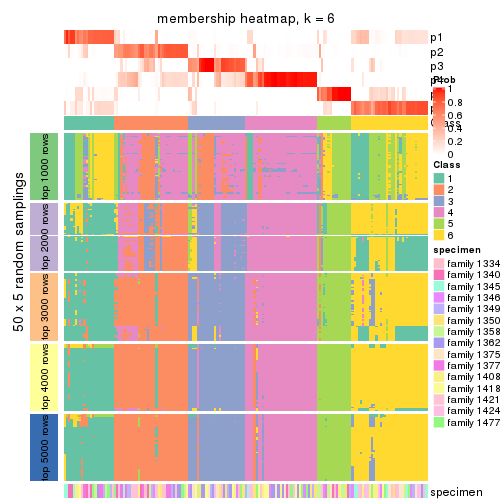 membership heatmap, k = 6
p1
p2
p3
Prob
1
0.8
0.6
0.4
0.2
0
Class
1
2
3
4
5
6
specimen
family 1334
family 1340
family 1345
family 1346
family 1349
family 1350
family 1358
family 1362
family 1375
family 1377
family 1408
family 1418
family 1421
family 1424
family 1477
50 x 5 random samplings
top 1000 rows
top 2000 rows
top 3000 rows
top 4000 rows
top 5000 rows
specimen